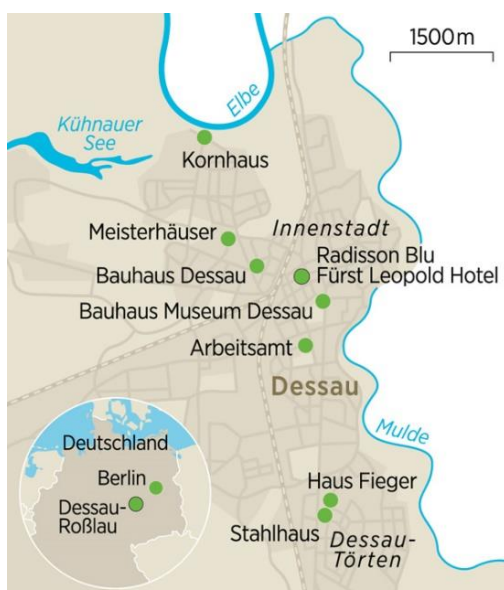 1500 m
Elbe
Kühnauer
See
Kornhaus
Meisterhäuser
Innenstadt
Radisson Blu
Fürst Leopold Hotel
Bauhaus Dessau
Bauhaus Museum Dessau
Arbeitsamt
Dessau
Mulde
Deutschland
Berlin
Dessau-
Roßlau
Haus Fieger
Stahlhaus
Dessau-
Törten